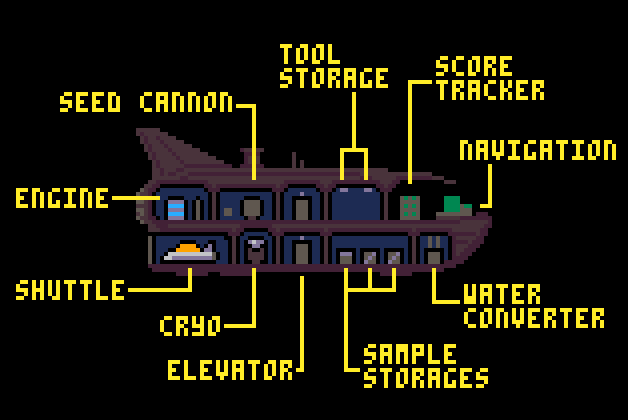 TOOL
STORAGE
SCORE
TRACKER
SEED CANNON
NAVIGATION
ENGINE
SHUTTLE
WATER
CONVERTER
CRYO
SAMPLE
STORAGES
ELEVATOR